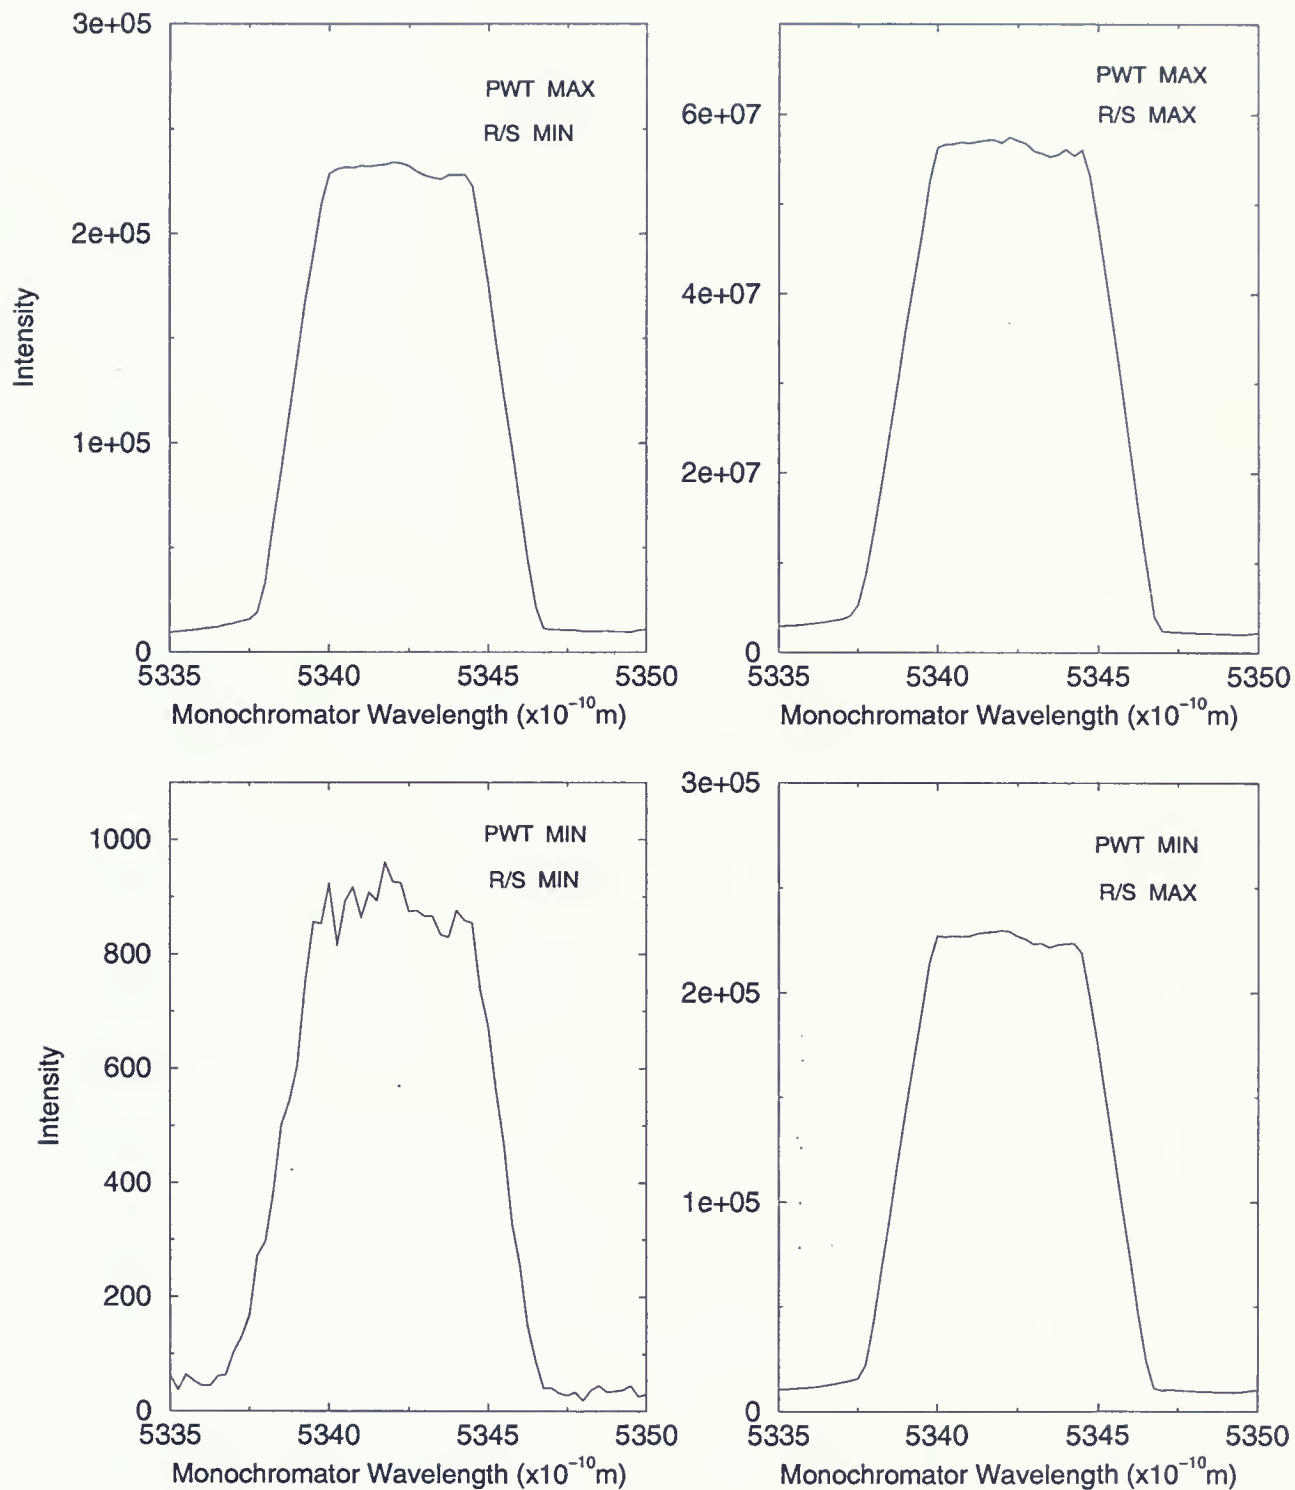 3e+05
2e+05
1e+05
0
Intensity
PWT MAX
R/S MIN
5335 5340 5345 5350
Monochromator Wavelength (x10⁻¹⁰m)
6e+07
4e+07
2e+07
0
PWT MAX
R/S MAX
5335 5340 5345 5350
Monochromator Wavelength (x10⁻¹⁰m)
1000
800
600
400
200
0
Intensity
PWT MIN
R/S MIN
5335 5340 5345 5350
Monochromator Wavelength (x10⁻¹⁰m)
3e+05
2e+05
1e+05
0
PWT MIN
R/S MAX
5335 5340 5345 5350
Monochromator Wavelength (x10⁻¹⁰m)